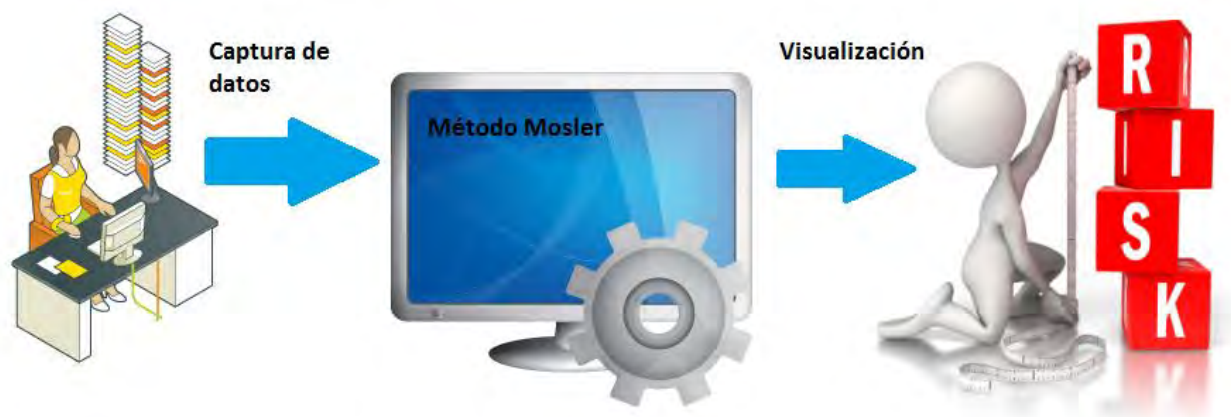 Captura de
datos
Método Mosler
Visualización
R
I
S
K